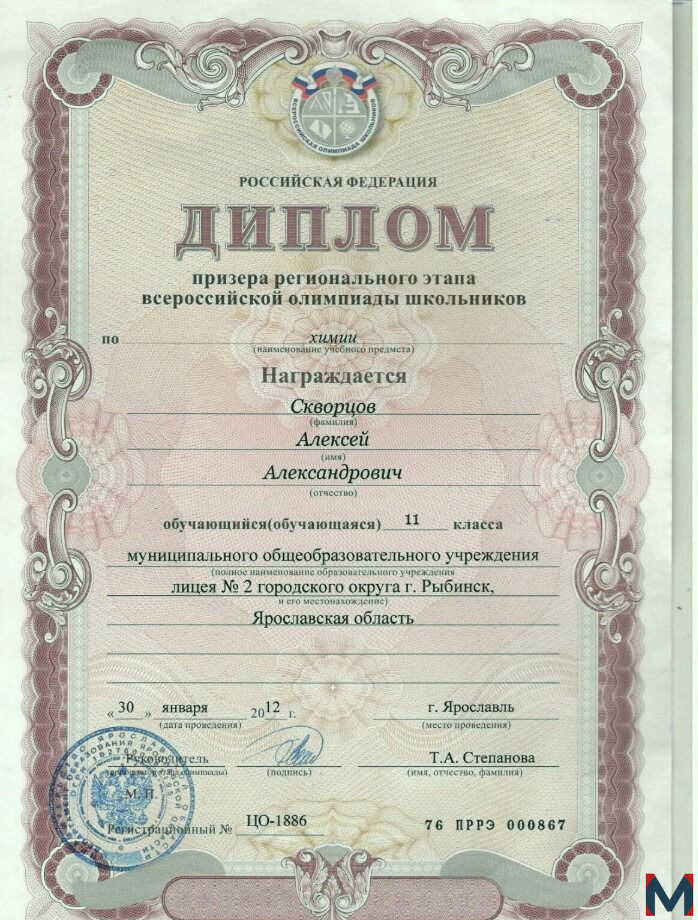 ВСЕРОССИЙСКАЯ ОЛИМПИАДА ШКОЛЬНИКОВ
РОССИЙСКАЯ ФЕДЕРАЦИЯ
ДИПЛОМ
призера регионального этапа
всероссийской олимпиады школьников
по химии
(наименование учебного предмета)
Награждается
Скворцов
(фамилия)
Алексей
(имя)
Александрович
(отчество)
обучающийся(обучающаяся) 11 класса
муниципального общеобразовательного учреждения
(полное наименование образовательного учреждения
лицея № 2 городского округа г. Рыбинск,
и его местонахождение)
Ярославская область
« 30 » января 2012 г. г. Ярославль
(дата проведения) (место проведения)
Руководитель Т.А. Степанова
(подпись) (имя, отчество, фамилия)
М. П.
Регистрационный № ЦО-1886 76 ПРРЭ 000867
М